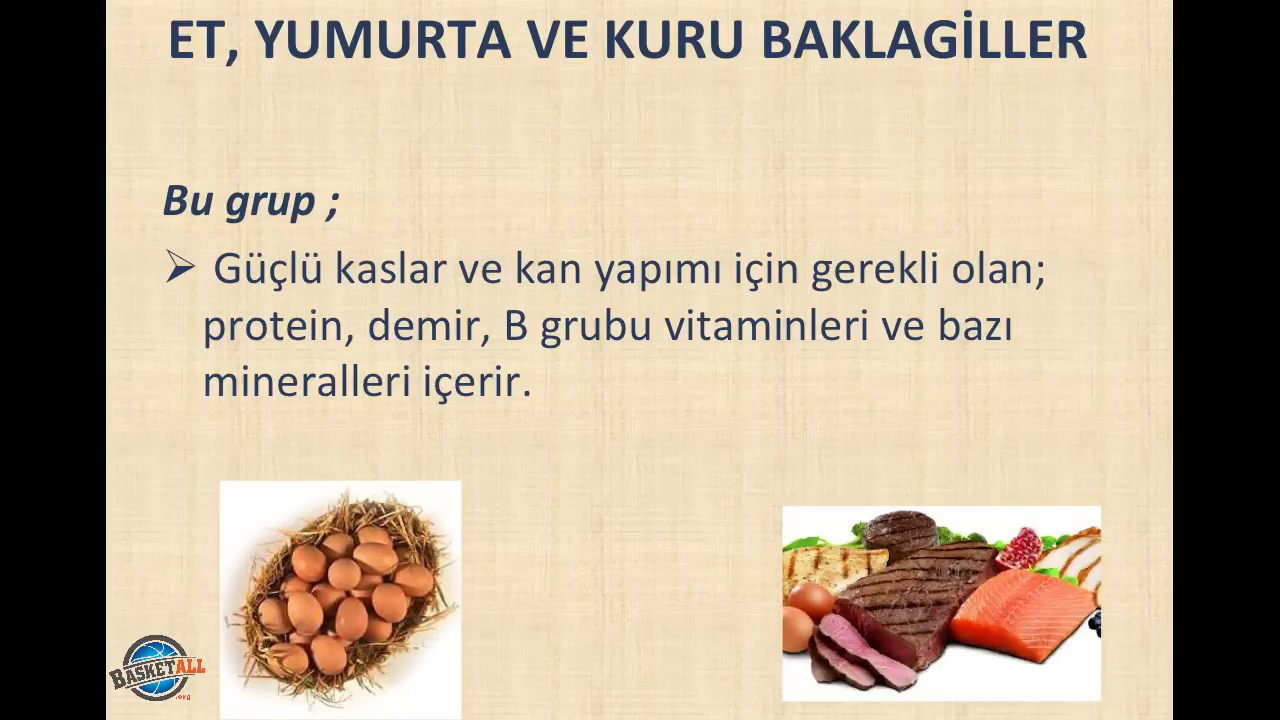 ET, YUMURTA VE KURU BAKLAGİLLER
Bu grup ;
➢ Güçlü kaslar ve kan yapımı için gerekli olan;
protein, demir, B grubu vitaminleri ve bazı
mineralleri içerir.
BASKETALL
.org